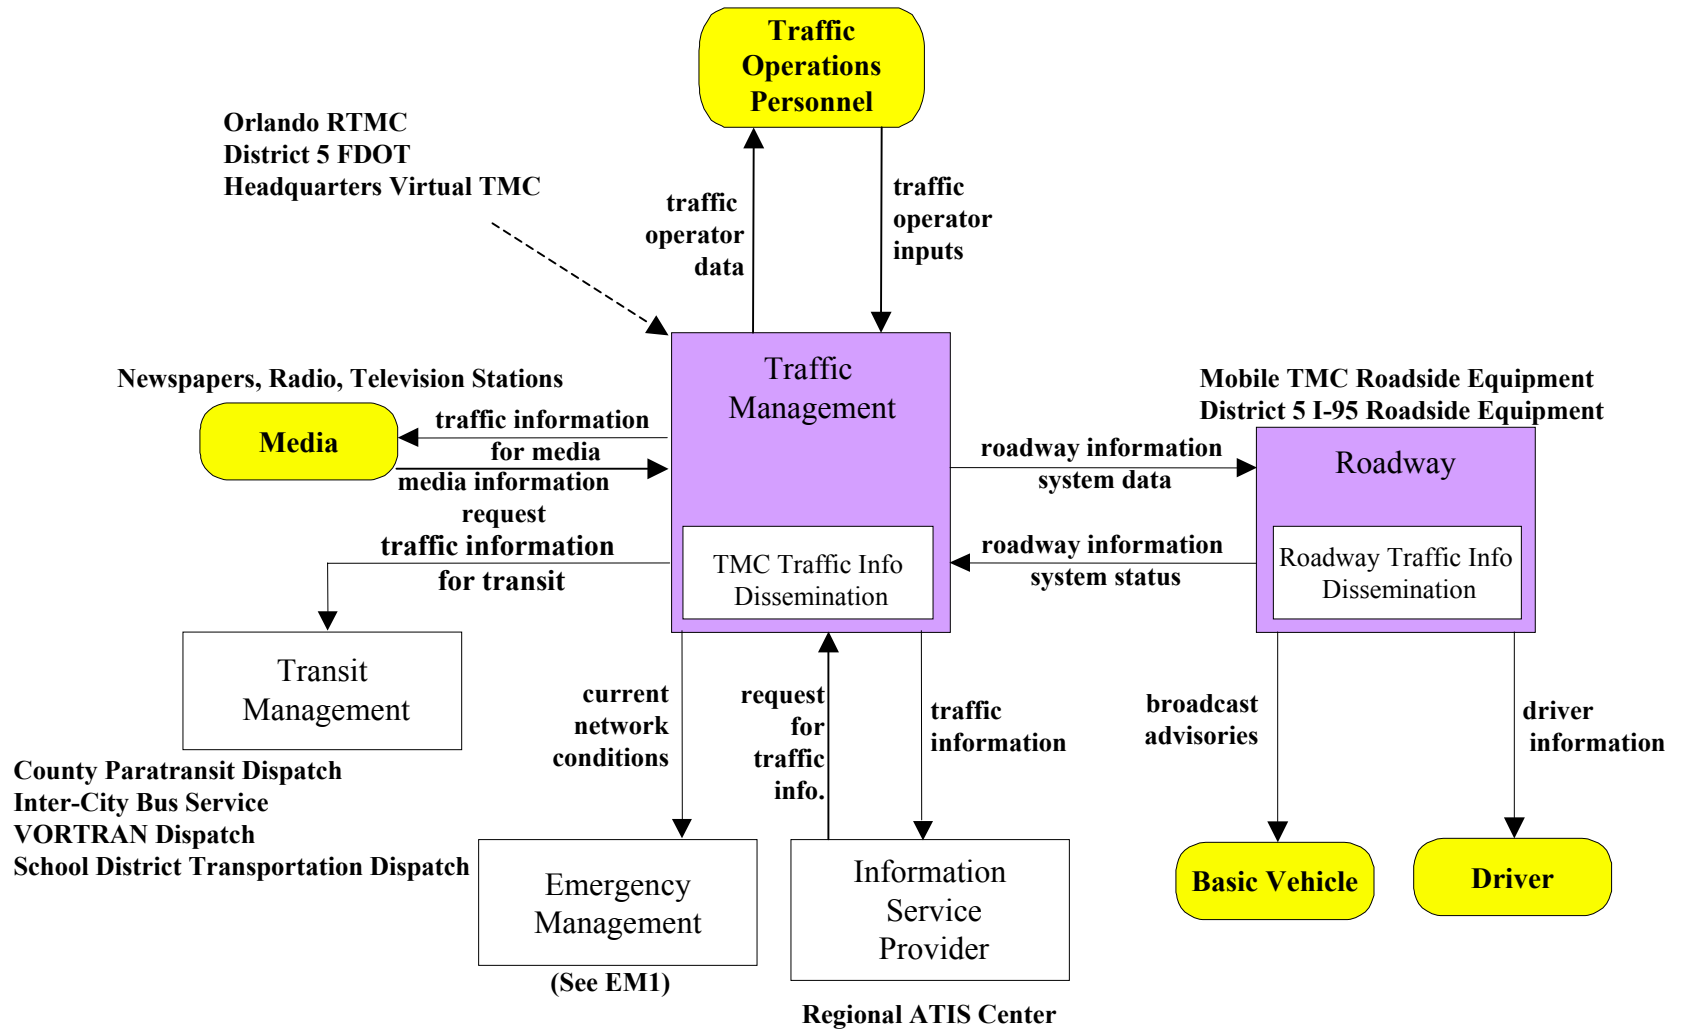 Traffic
Operations
Personnel
Orlando RTMC
District 5 FDOT
Headquarters Virtual TMC
traffic
operator
data
traffic
operator
inputs
Traffic
Management
Newspapers, Radio, Television Stations
Media
traffic information
for media
media information
request
traffic information
for transit
Mobile TMC Roadside Equipment
District 5 I-95 Roadside Equipment
Roadway
roadway information
system data
roadway information
system status
TMC Traffic Info
Dissemination
Roadway Traffic Info
Dissemination
Transit
Management
County Paratransit Dispatch
Inter-City Bus Service
VORTRAN Dispatch
School District Transportation Dispatch
current
network
conditions
request
for
traffic
info.
traffic
information
broadcast
advisories
driver
information
Emergency
Management
(See EM1)
Information
Service
Provider
Regional ATIS Center
Basic Vehicle
Driver